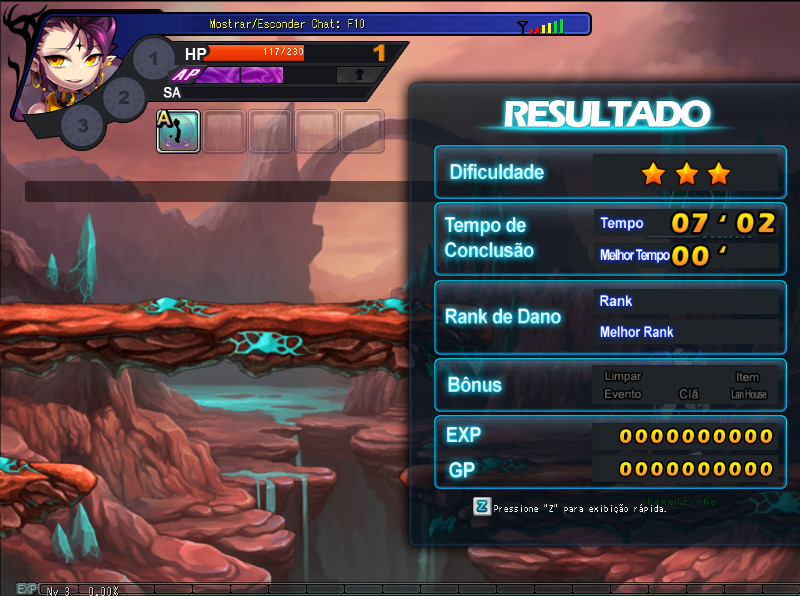 Mostrar/Esconder Chat: F10
HP 117/230 1
AP
SA
1
2
3
A
RESULTADO
Dificuldade
Tempo de Conclusão
Tempo 07 ‘ 02
Melhor Tempo 00 ‘
Rank de Dano
Rank
Melhor Rank
Bônus
Limpar Evento
Clã
Item Lan House
EXP 0000000000
GP 0000000000
Kekelzinha
Z Pressione "Z" para exibição rápida.
EXP Nv 3 0.00%